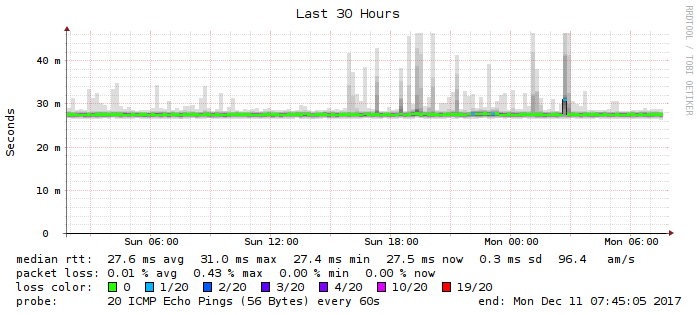 Last 30 Hours
RRDTOOL / TOBI OETIKER
Seconds
40 m
30 m
20 m
10 m
0
Sun 06:00 Sun 12:00 Sun 18:00 Mon 00:00 Mon 06:00
median rtt: 27.6 ms avg 31.0 ms max 27.4 ms min 27.5 ms now 0.3 ms sd 96.4 am/s
packet loss: 0.01 % avg 0.43 % max 0.00 % min 0.00 % now
loss color: 0 1/20 2/20 3/20 4/20 10/20 19/20
probe: 20 ICMP Echo Pings (56 Bytes) every 60s end: Mon Dec 11 07:45:05 2017